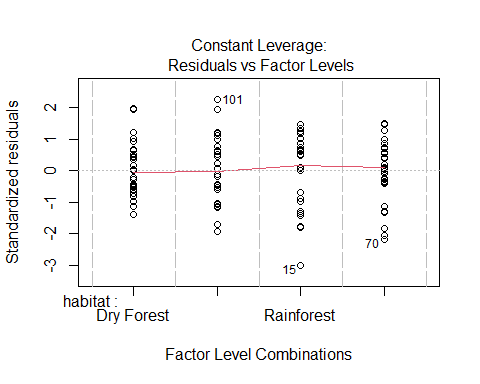 Constant Leverage:
Residuals vs Factor Levels
Standardized residuals
2
1
0
-1
-2
-3
101
15
70
habitat :
Dry Forest
Rainforest
Factor Level Combinations